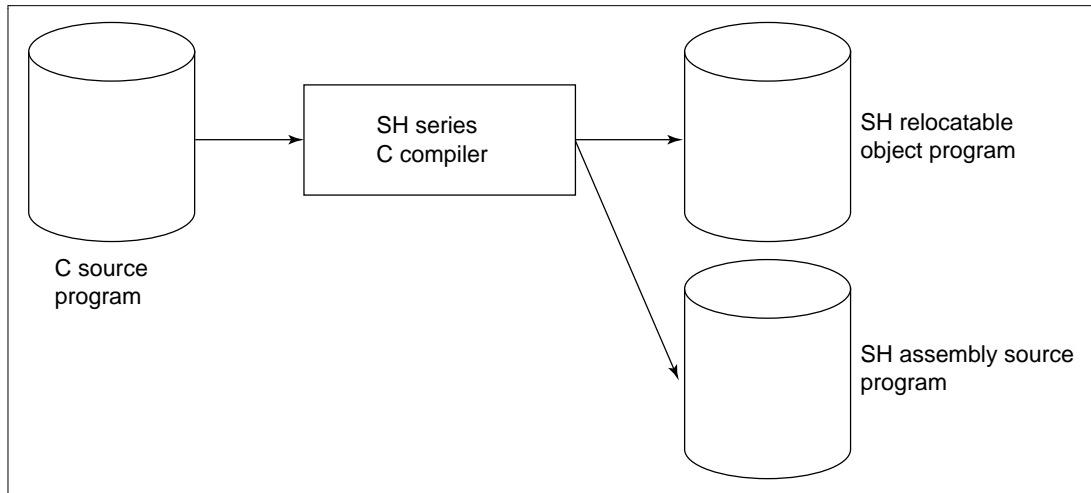 C source
program
SH series
C compiler
SH relocatable
object program
SH assembly source
program